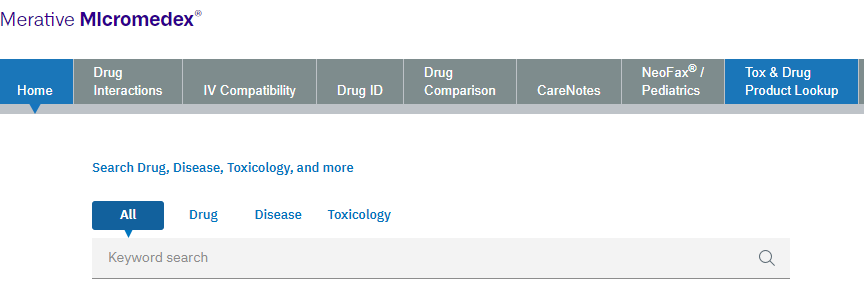 Merative MIcromedex®
Home
Drug
Interactions
IV Compatibility
Drug ID
Drug
Comparison
CareNotes
NeoFax® /
Pediatrics
Tox & Drug
Product Lookup
Search Drug, Disease, Toxicology, and more
All Drug Disease Toxicology
Keyword search